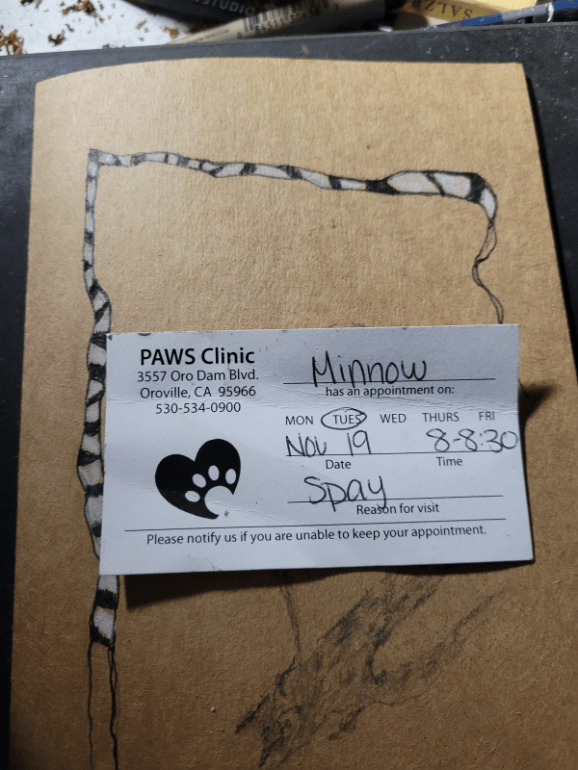 STUDIO
SALZB
PAWS Clinic
3557 Oro Dam Blvd.
Oroville, CA 95966
530-534-0900
Minnow
has an appointment on:
MON TUES WED THURS FRI
Nov 19 8-8:30
Date Time
Spay
Reason for visit
Please notify us if you are unable to keep your appointment.